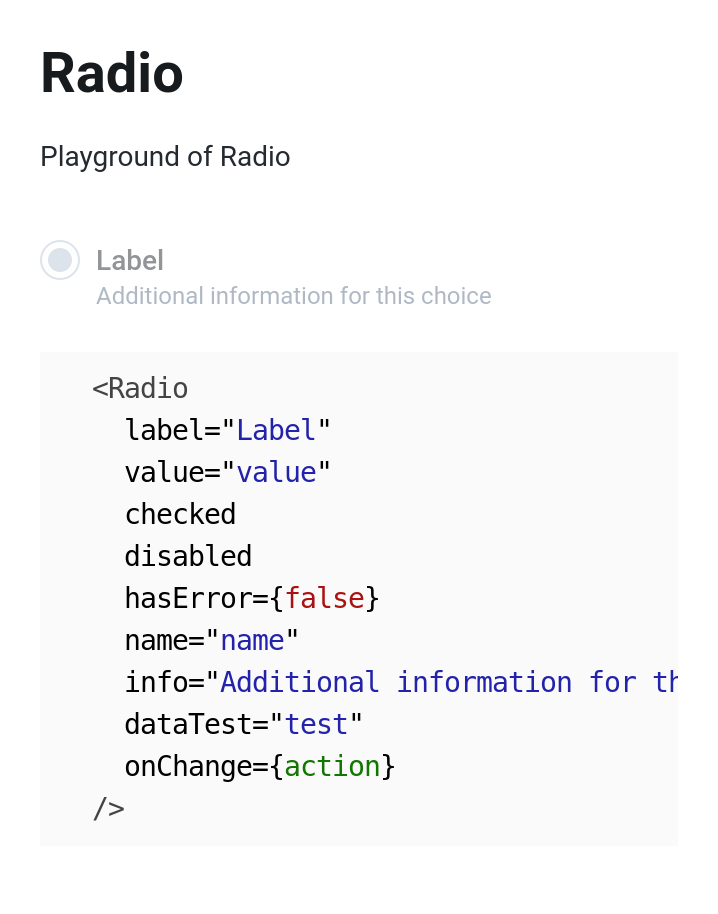 Radio
Playground of Radio
Label
Additional information for this choice
<Radio
label="Label"
value="value"
checked
disabled
hasError={false}
name="name"
info="Additional information for th
dataTest="test"
onChange={action}
/>